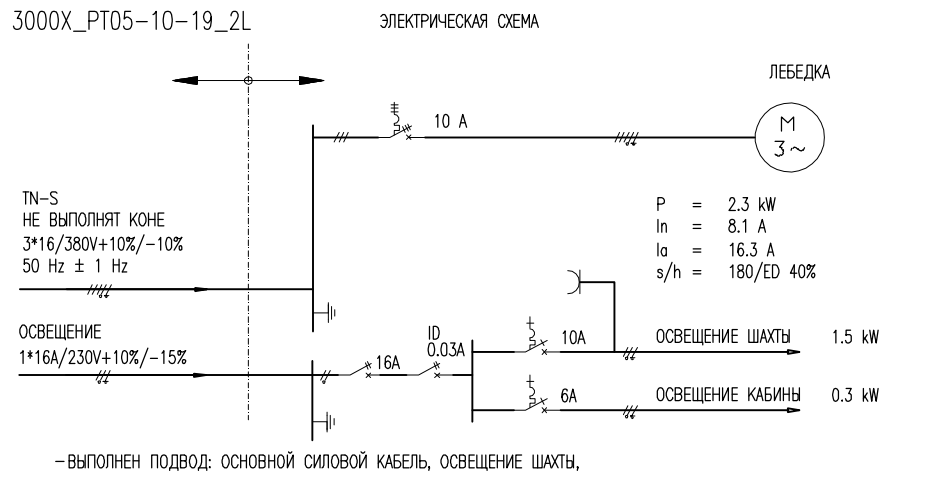 3000X_PT05-10-19_2L
ЭЛЕКТРИЧЕСКАЯ СХЕМА
ЛЕБЕДКА
10 A
M
3~
TN-S
НЕ ВЫПОЛНЯТ КОНЕ
3*16/380V+10%/-10%
50 Hz ± 1 Hz
P = 2.3 kW
In = 8.1 A
Ia = 16.3 A
s/h = 180/ED 40%
ОСВЕЩЕНИЕ
1*16A/230V+10%/-15%
16A
ID
0.03A
10A
ОСВЕЩЕНИЕ ШАХТЫ 1.5 kW
6A
ОСВЕЩЕНИЕ КАБИНЫ 0.3 kW
-ВЫПОЛНЕН ПОДВОД: ОСНОВНОЙ СИЛОВОЙ КАБЕЛЬ, ОСВЕЩЕНИЕ ШАХТЫ,